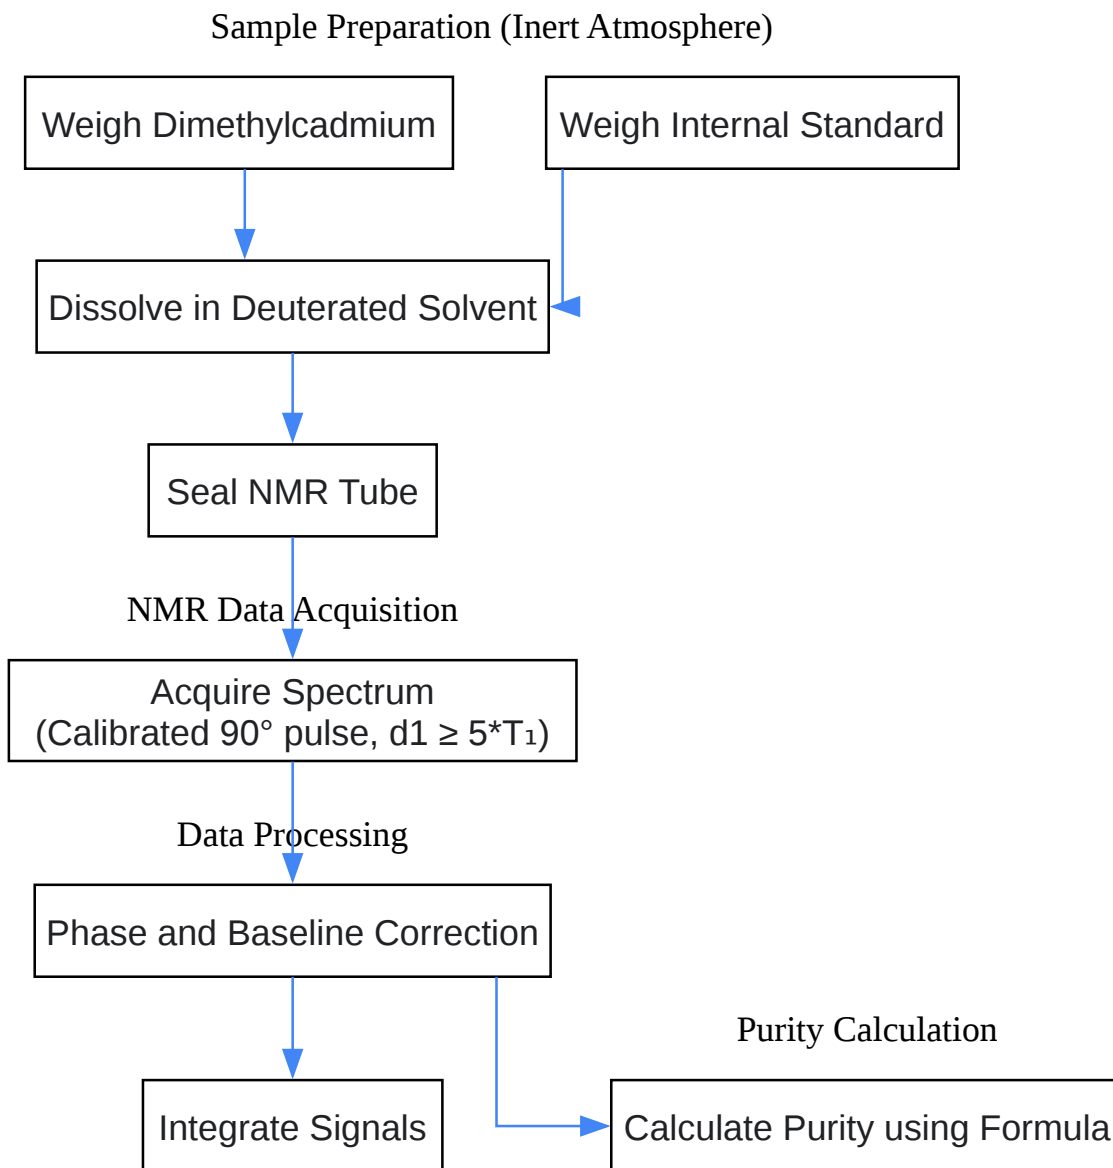 Sample Preparation (Inert Atmosphere)
Weigh Dimethylcadmium
Weigh Internal Standard
Dissolve in Deuterated Solvent
Seal NMR Tube
NMR Data Acquisition
Acquire Spectrum
(Calibrated 90° pulse, d1 ≥ 5*T₁)
Data Processing
Phase and Baseline Correction
Purity Calculation
Integrate Signals
Calculate Purity using Formula